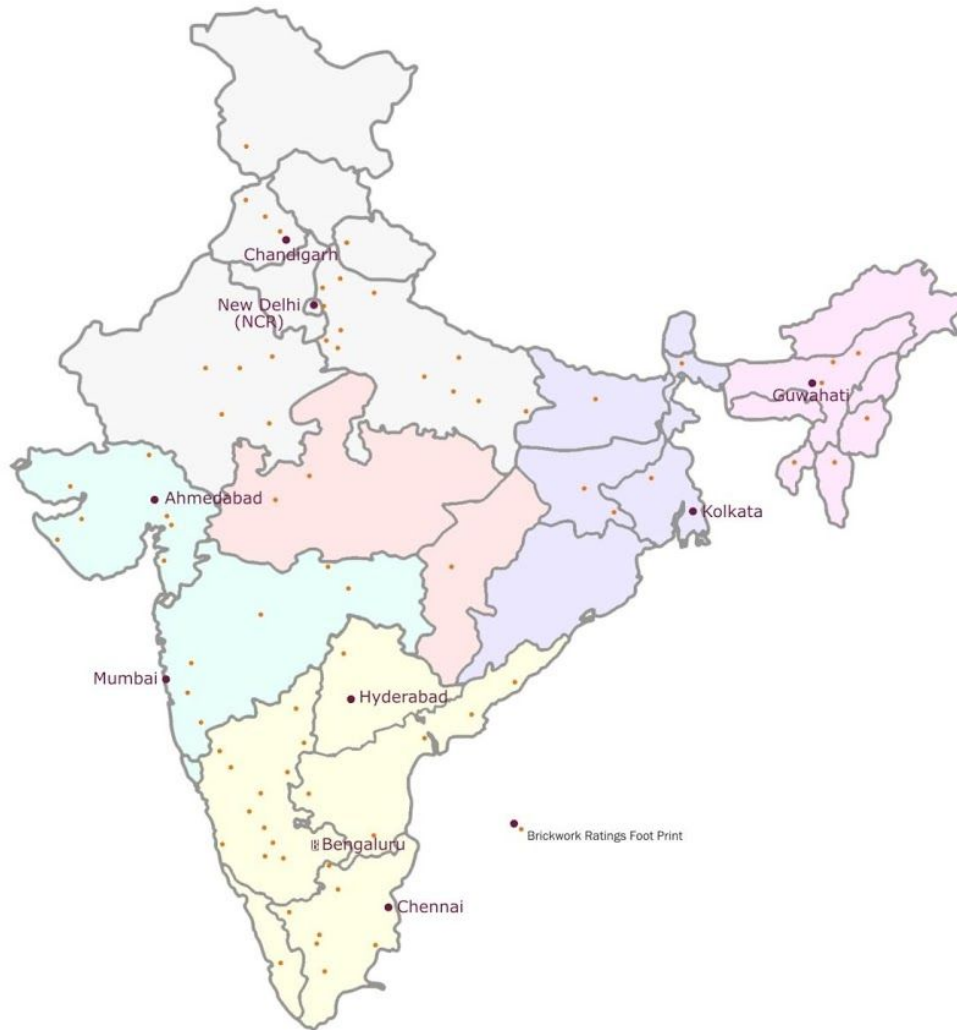 Chandigarh
New Delhi
(NCR)
Guwahati
Ahmedabad
Kolkata
Mumbai
Hyderabad
Brickwork Ratings Foot Print
Bengaluru
Chennai